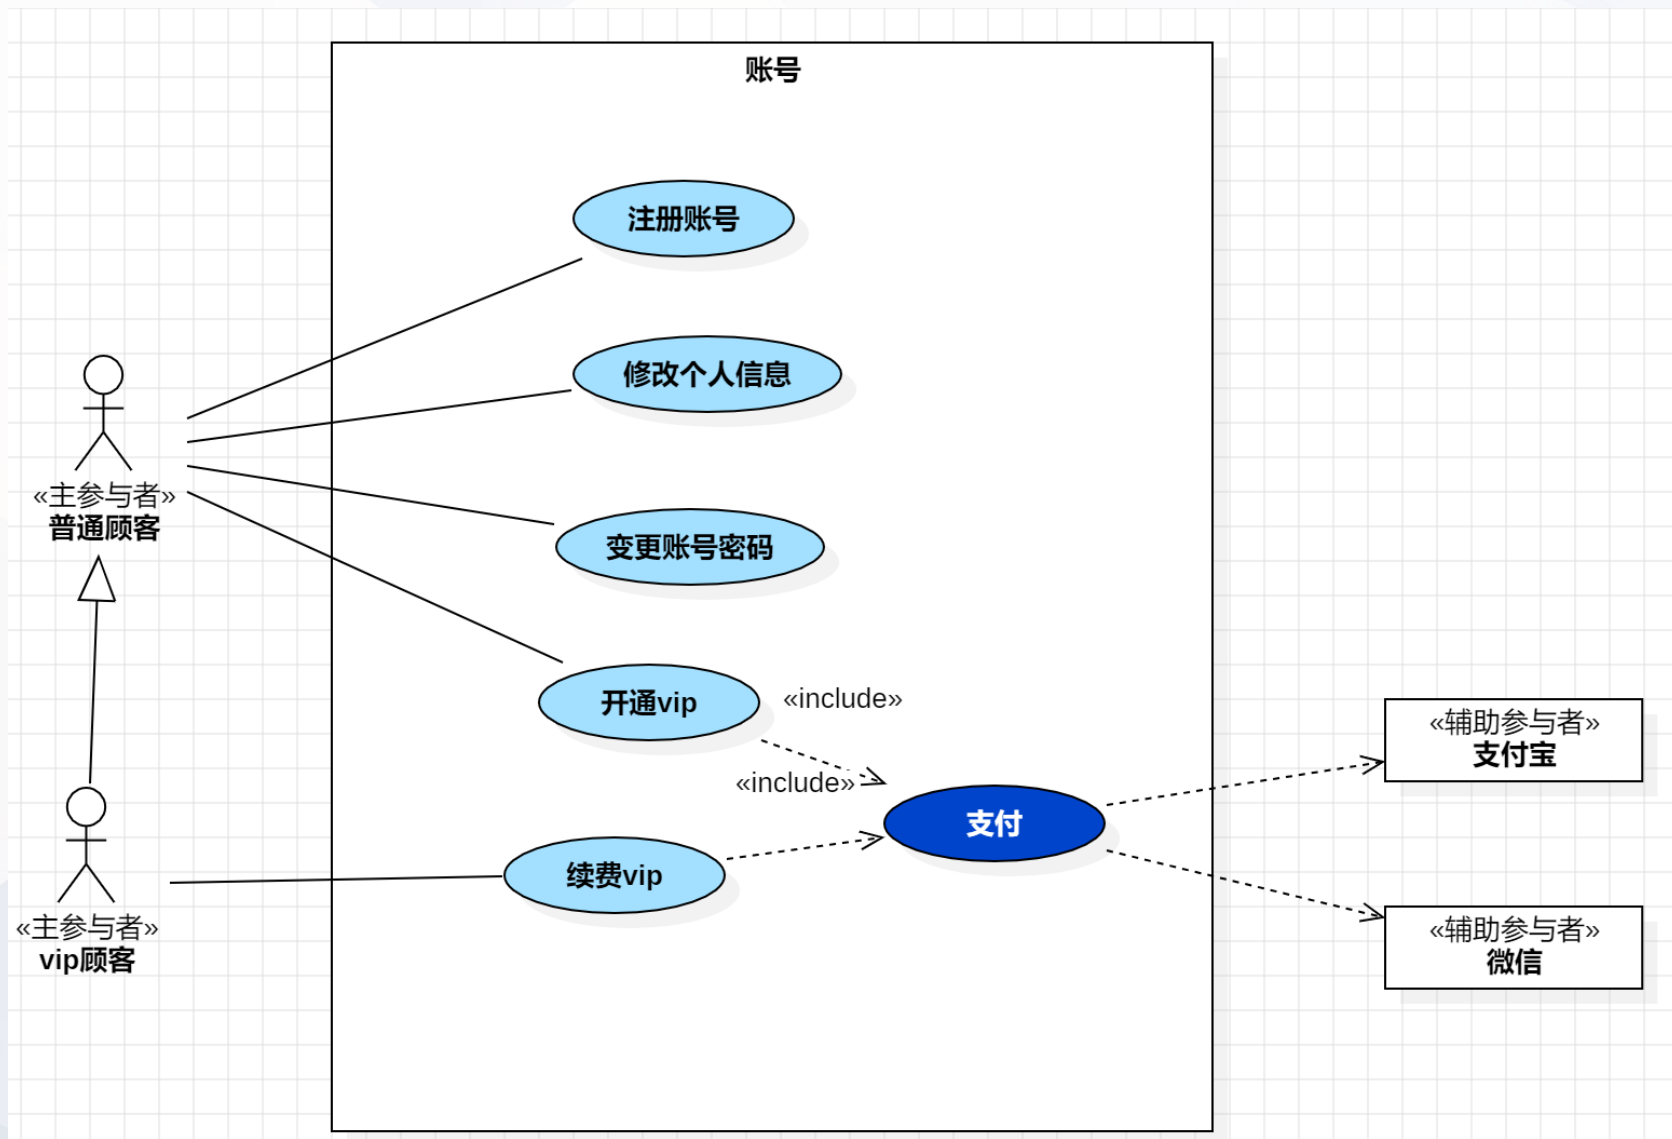 账号
注册账号
修改个人信息
«主参与者»
普通顾客
变更账号密码
开通vip
«include»
«include»
支付
«辅助参与者»
支付宝
续费vip
«主参与者»
vip顾客
«辅助参与者»
微信